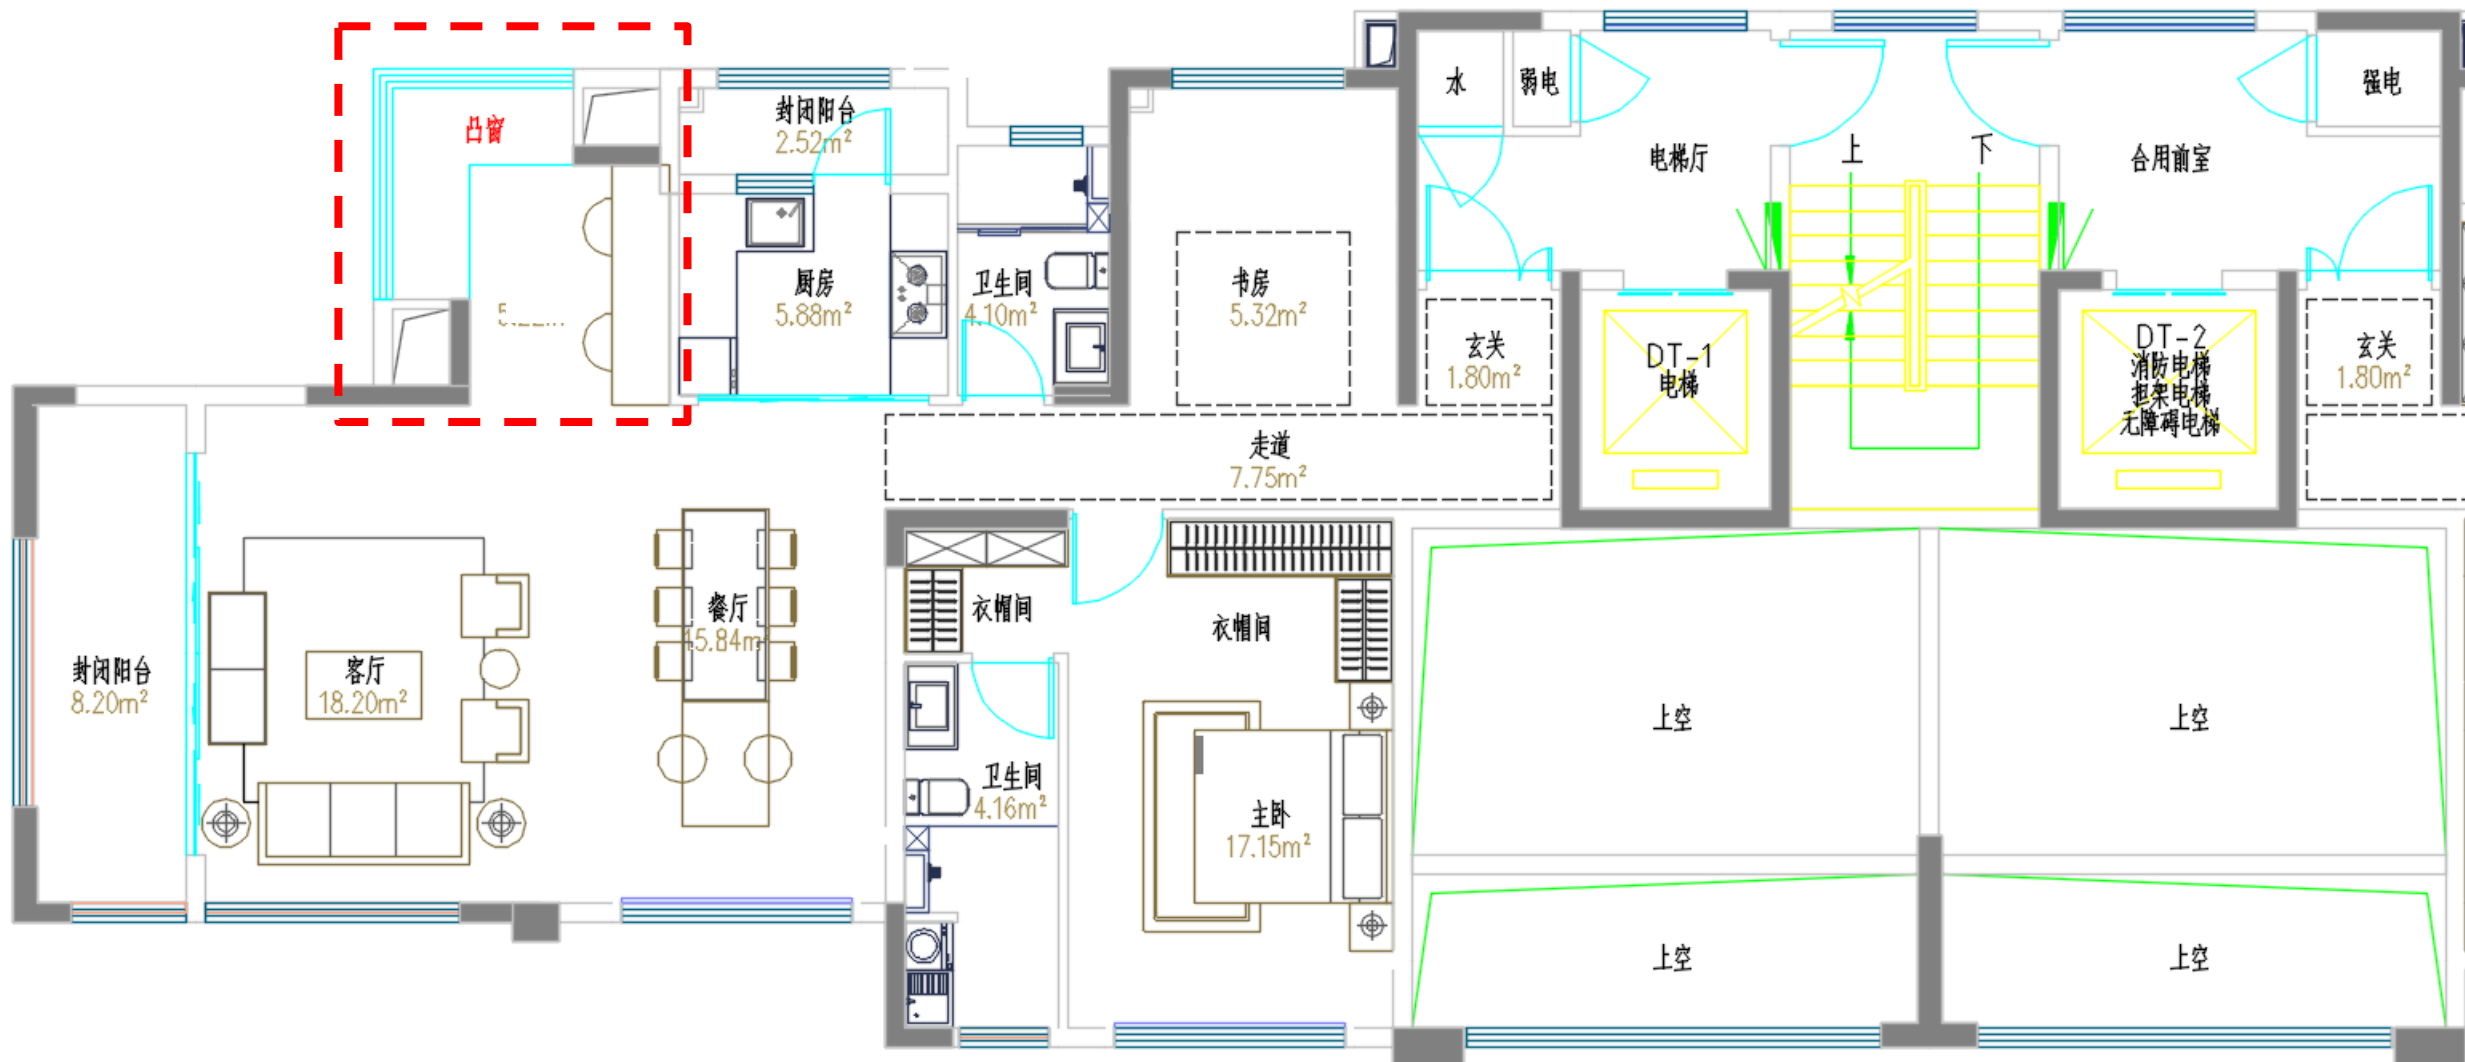 凸窗
封闭阳台
2.52m²
水
弱电
强电
电梯厅
上
下
合用前室
厨房
5.88m²
卫生间
4.10m²
书房
5.32m²
玄关
1.80m²
DT-1
电梯
DT-2
消防电梯
担架电梯
无障碍电梯
玄关
1.80m²
走道
7.75m²
封闭阳台
8.20m²
客厅
18.20m²
餐厅
15.84m
衣帽间
衣帽间
卫生间
4.16m²
主卧
17.15m²
上空
上空
上空
上空